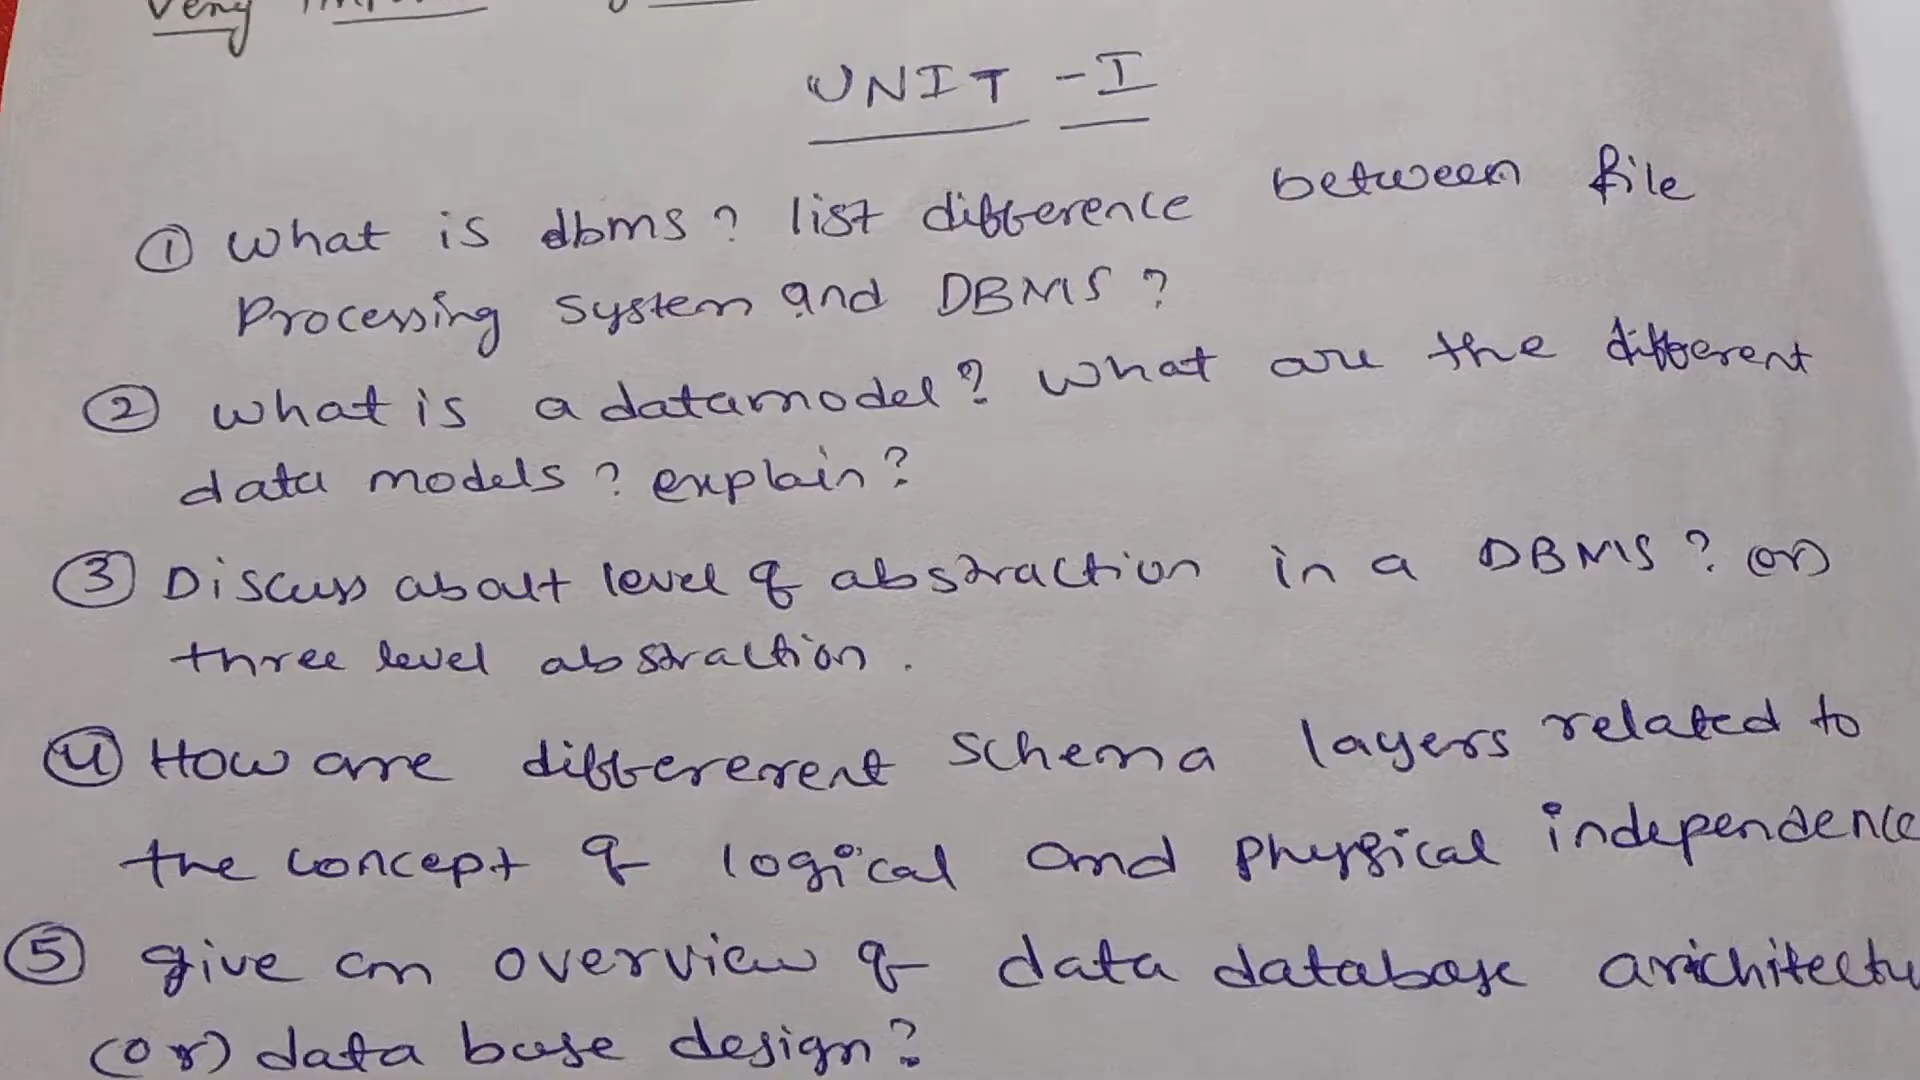 Very
UNIT - I
① What is dbms? list difference between file
Processing System and DBMS?
② What is a datamodel? What are the different
data models? explain?
③ Discuss about level of abstraction in a DBMS? (or)
three level abstraction.
④ How are differerent Schema layers related to
the concept of logical and physical independence
⑤ give an overview of data database arichitectu
(or) data base design?